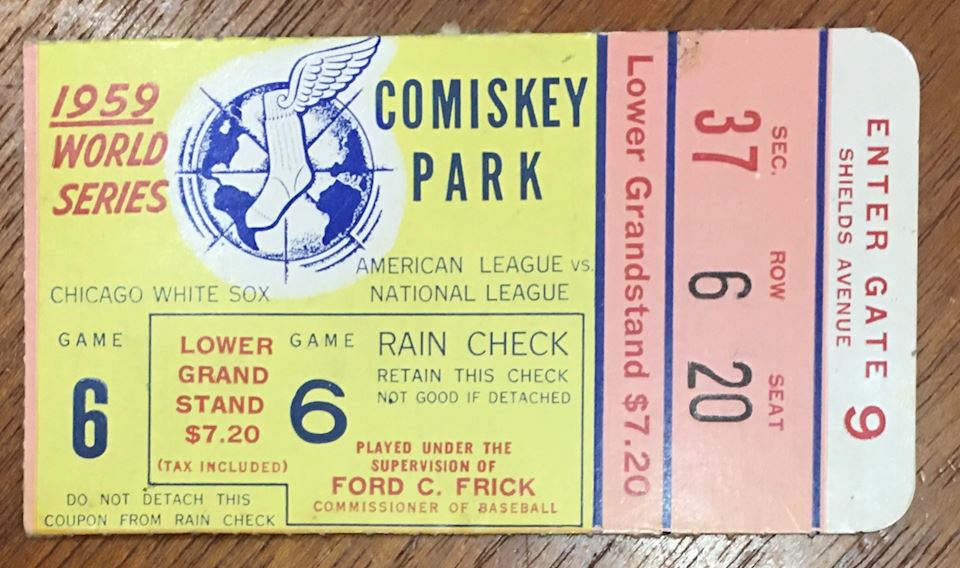 1959
WORLD
SERIES
COMISKEY
PARK
AMERICAN LEAGUE vs.
NATIONAL LEAGUE
CHICAGO WHITE SOX
GAME
6
LOWER
GRAND
STAND
$7.20
(TAX INCLUDED)
GAME
6
RAIN CHECK
RETAIN THIS CHECK
NOT GOOD IF DETACHED
PLAYED UNDER THE
SUPERVISION OF
FORD C. FRICK
COMMISSIONER OF BASEBALL
DO NOT DETACH THIS
COUPON FROM RAIN CHECK
Lower Grandstand $7.20
SEC. ROW SEAT
37 6 20
ENTER GATE 9
SHIELDS AVENUE